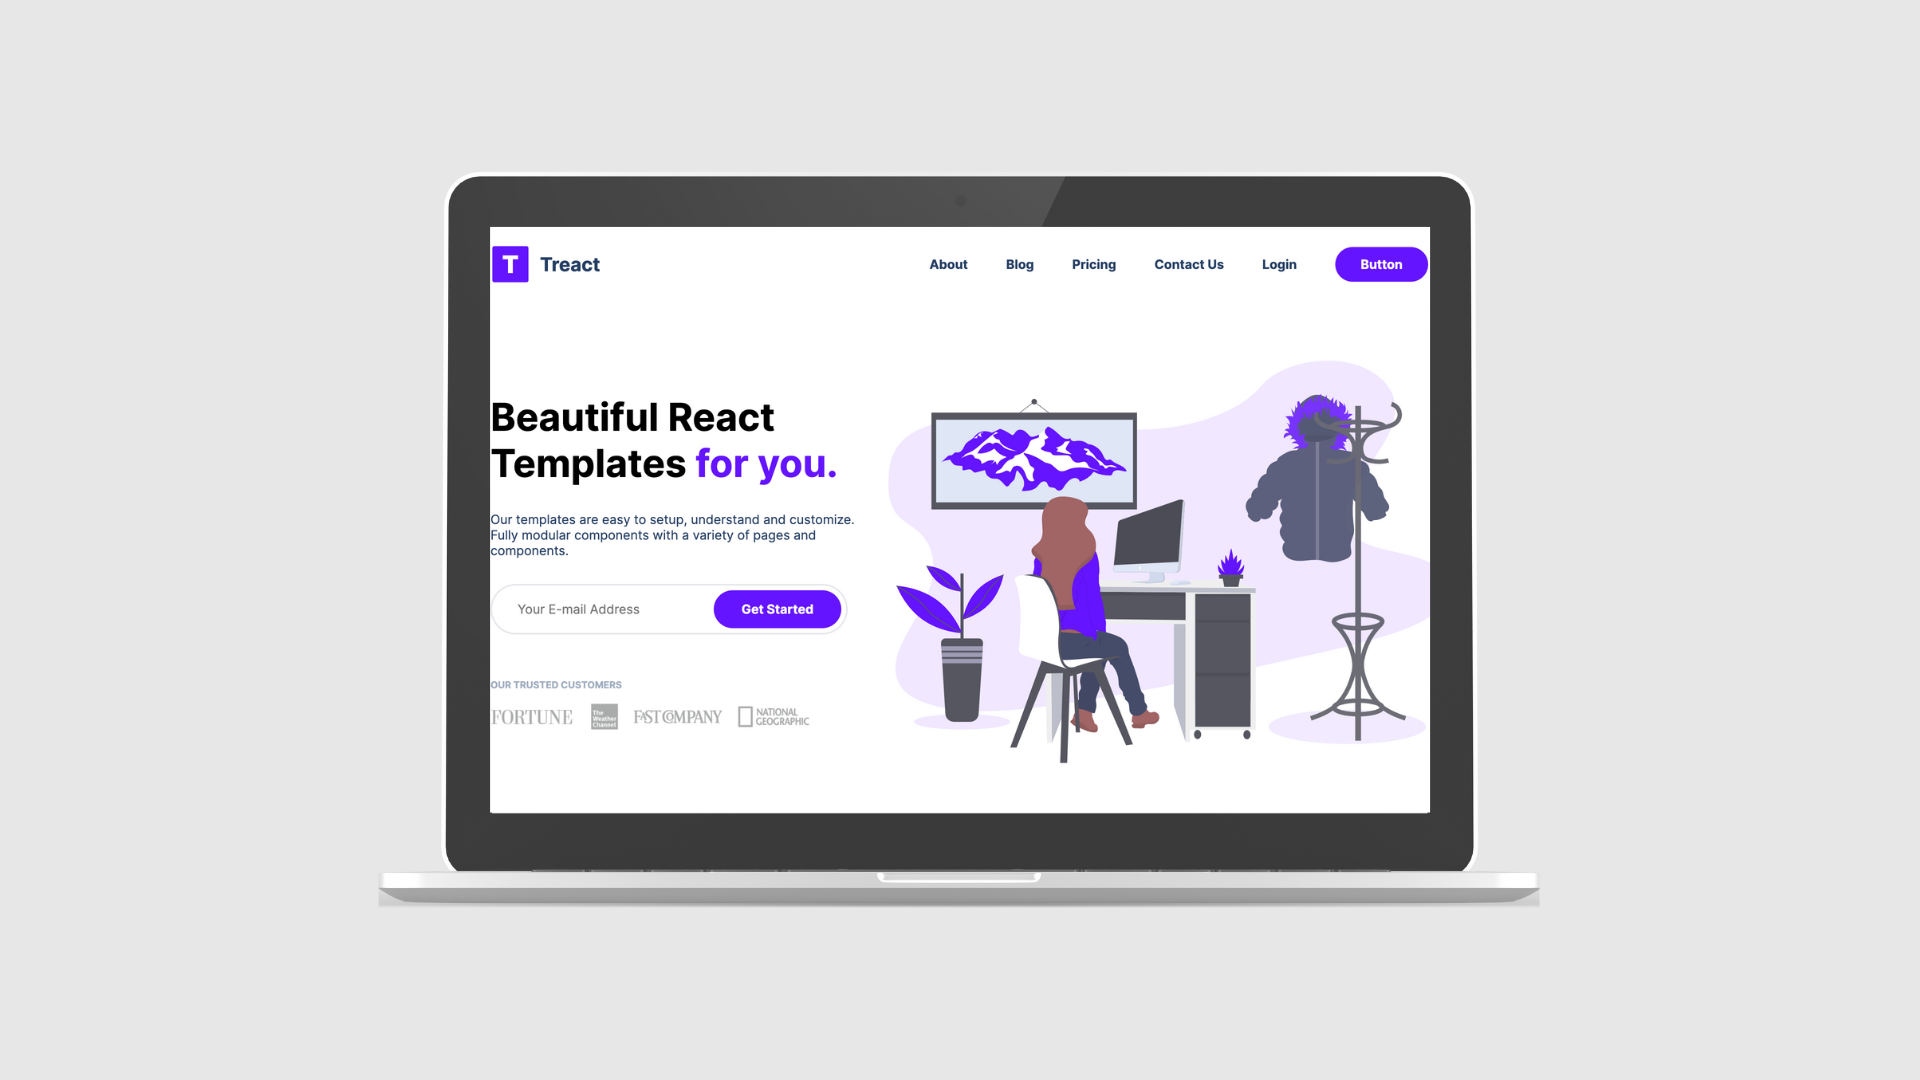 T Treact
About Blog Pricing Contact Us Login Button
Beautiful React
Templates for you.
Our templates are easy to setup, understand and customize.
Fully modular components with a variety of pages and
components.
Your E-mail Address Get Started
OUR TRUSTED CUSTOMERS
FORTUNE
The
Weather
Channel
FAST COMPANY
NATIONAL
GEOGRAPHIC